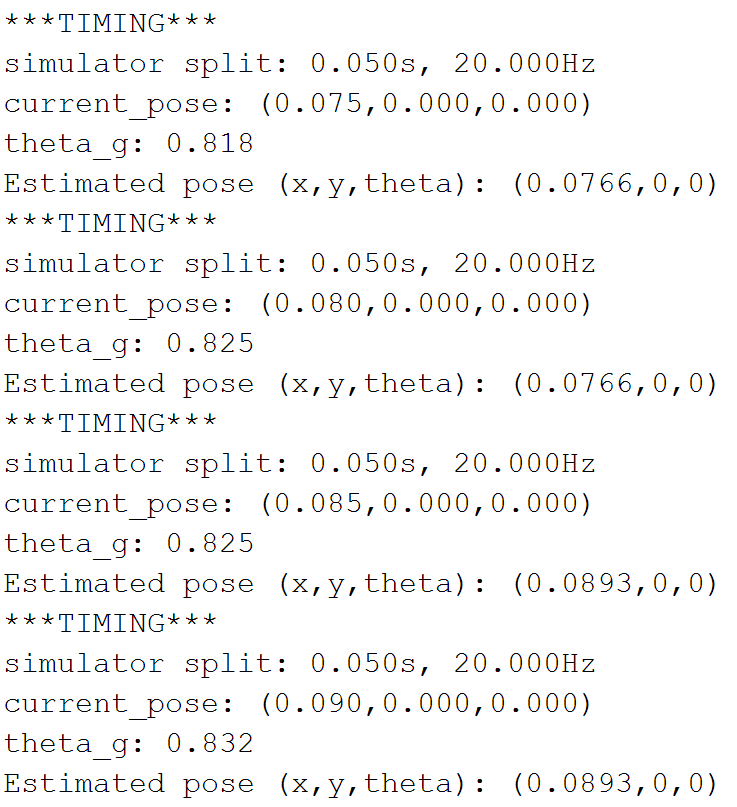 ***TIMING***
simulator split: 0.050s, 20.000Hz
current_pose: (0.075,0.000,0.000)
theta_g: 0.818
Estimated pose (x,y,theta): (0.0766,0,0)
***TIMING***
simulator split: 0.050s, 20.000Hz
current_pose: (0.080,0.000,0.000)
theta_g: 0.825
Estimated pose (x,y,theta): (0.0766,0,0)
***TIMING***
simulator split: 0.050s, 20.000Hz
current_pose: (0.085,0.000,0.000)
theta_g: 0.825
Estimated pose (x,y,theta): (0.0893,0,0)
***TIMING***
simulator split: 0.050s, 20.000Hz
current_pose: (0.090,0.000,0.000)
theta_g: 0.832
Estimated pose (x,y,theta): (0.0893,0,0)